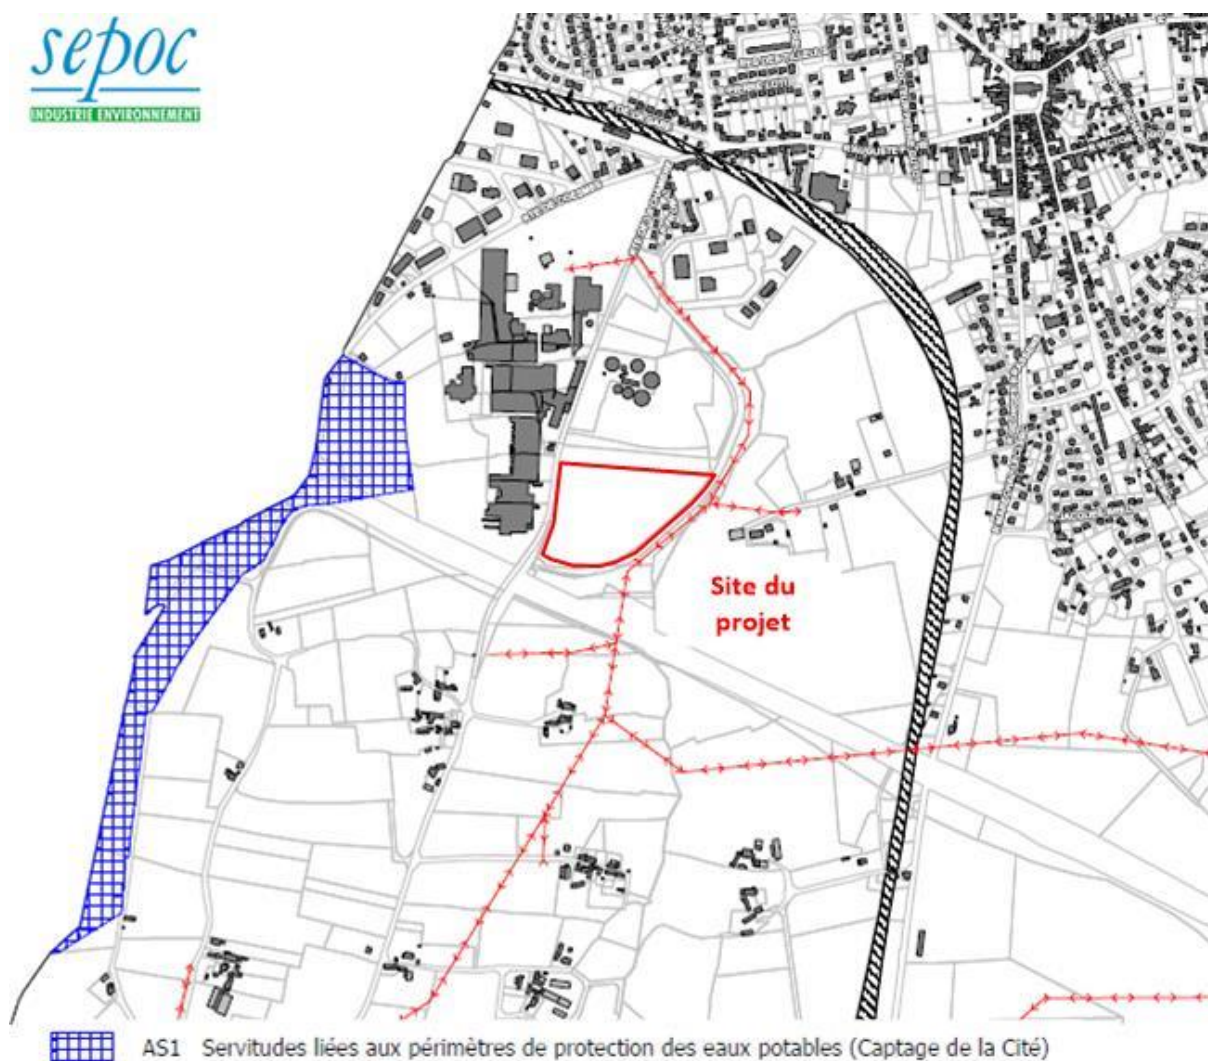 sepoc
INDUSTRIE ENVIRONNEMENT
Site du
projet
AS1 Servitudes liées aux périmètres de protection des eaux potables (Captage de la Cîté)